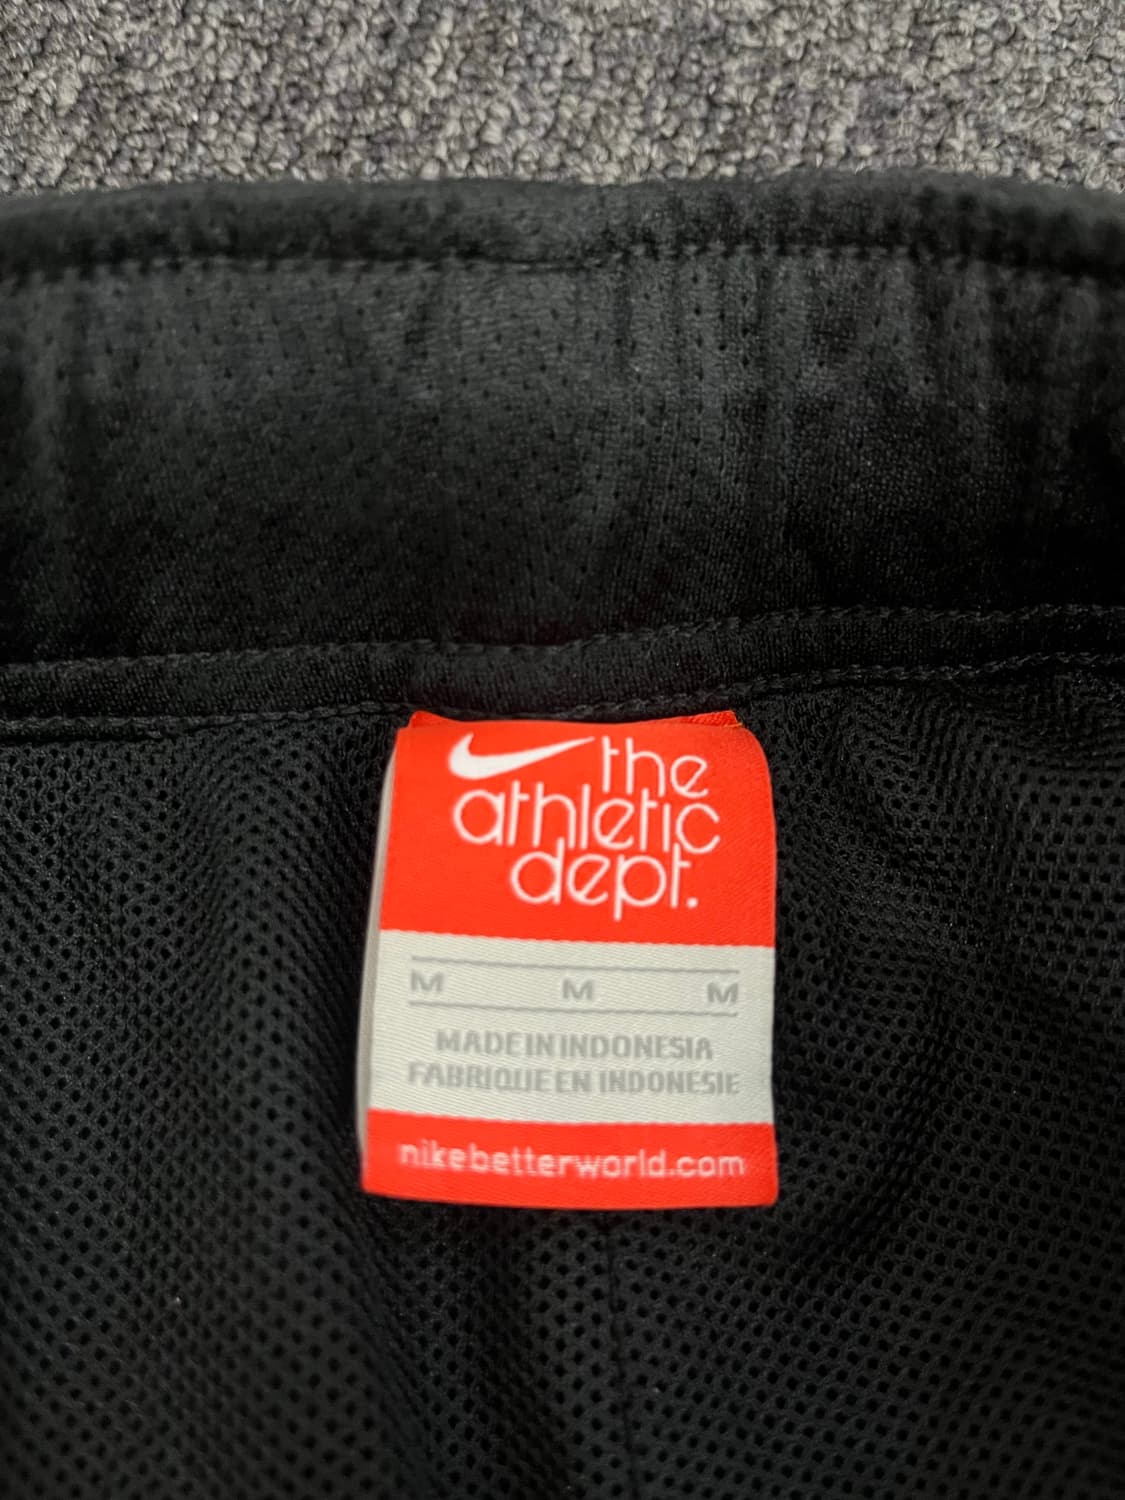 the
athletic
dept.
M M M
MADE IN INDONESIA
FABRIQUE EN INDONESIE
nikebetterworld.com